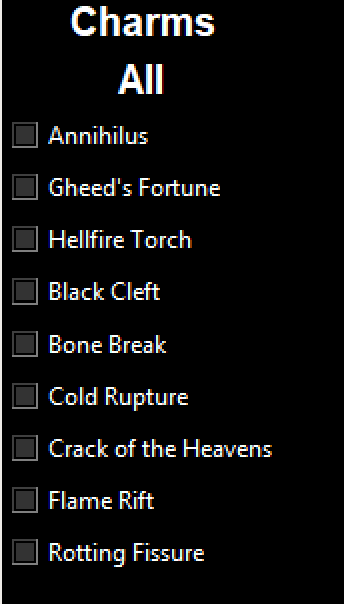 Charms
All
Annihilus
Gheed's Fortune
Hellfire Torch
Black Cleft
Bone Break
Cold Rupture
Crack of the Heavens
Flame Rift
Rotting Fissure